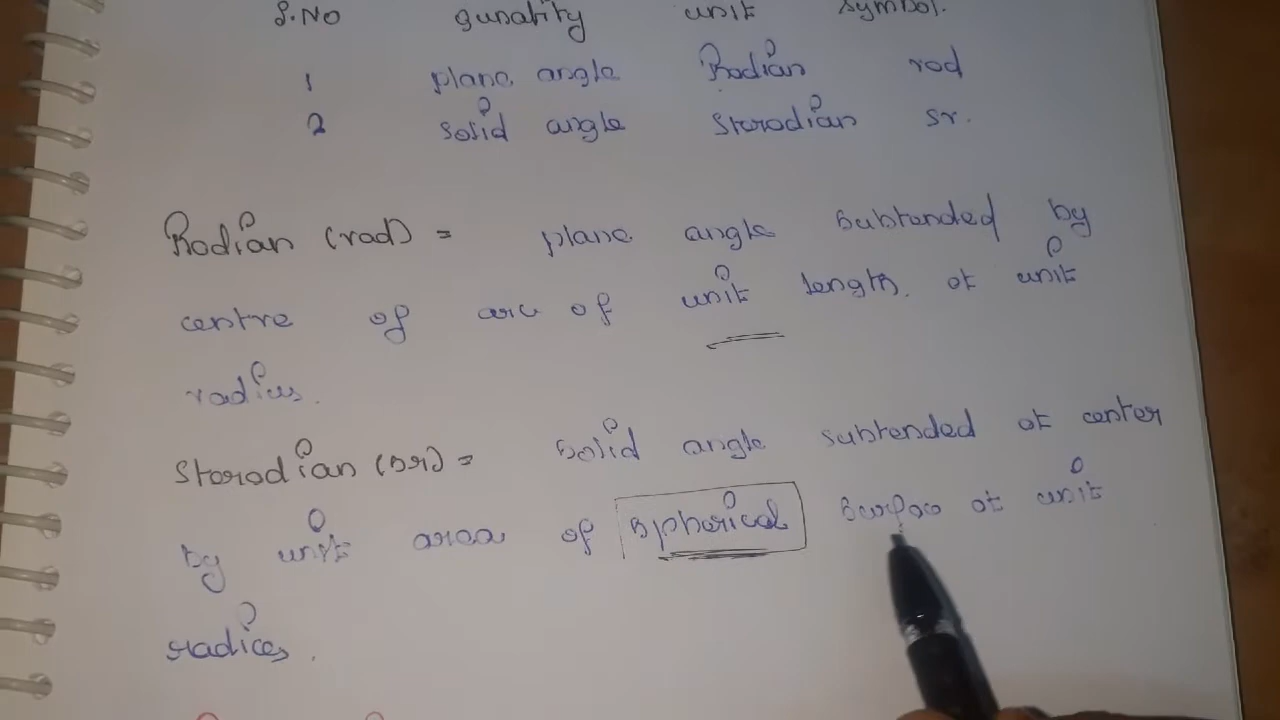 S.NO qunatity unit symbol.
1 plane angle Radian rad
2 solid angle Steradian sr.
Radian (rad) = plane angle subtended by
centre of arc of unit length. at unit
radius.
Steradian (sr) = solid angle subtended at center
by unit area of spherical surface at unit
radices.